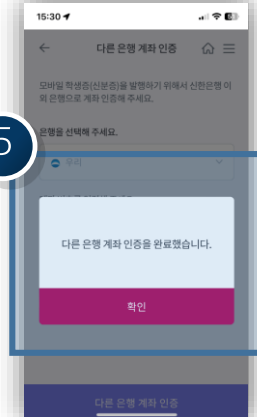 15:30
다른 은행 계좌 인증
모바일 학생증(신분증)을 발행하기 위해서 신한은행 이
외 은행으로 계좌 인증해 주세요.
은행을 선택해 주세요.
5
우리
다른 은행 계좌 인증을 완료했습니다.
확인
다른 은행 계좌 인증